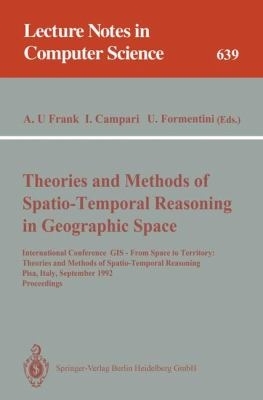 Lecture Notes in
Computer Science
639
A. U Frank I. Campari U. Formentini (Eds.)
Theories and Methods of
Spatio-Temporal Reasoning
in Geographic Space
International Conference GIS - From Space to Territory:
Theories and Methods of Spatio-Temporal Reasoning
Pisa, Italy, September 1992
Proceedings
Springer-Verlag Berlin Heidelberg GmbH